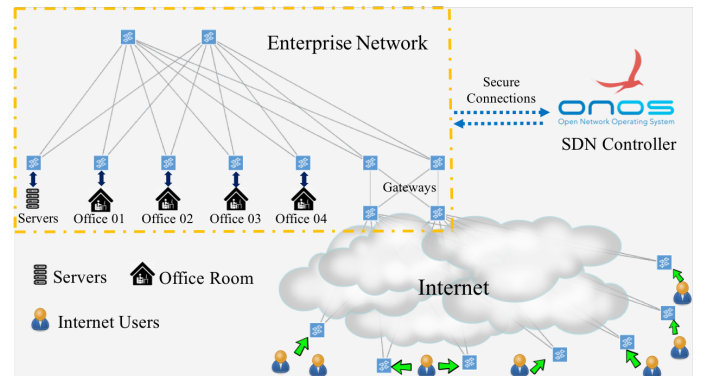 Enterprise Network
Secure
Connections
onos
Open Network Operating System
SDN Controller
Gateways
Servers
Office 01
Office 02
Office 03
Office 04
Servers
Office Room
Internet
Internet Users